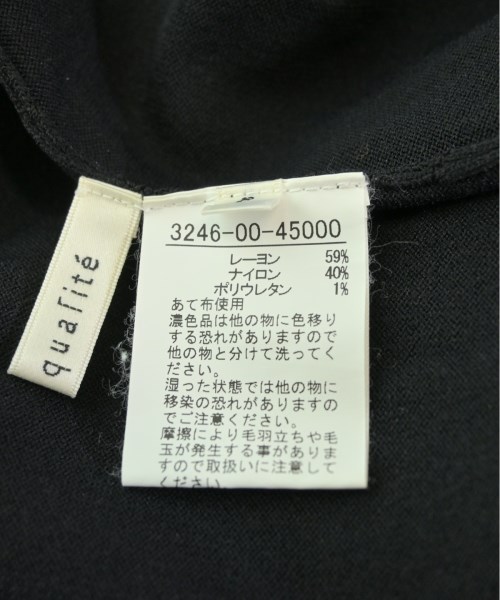 qualité
3246-00-45000
レーヨン 59%
ナイロン 40%
ポリウレタン 1%
あて布使用
濃色品は他の物に色移り
する恐れがありますので
他の物と分けて洗ってく
ださい。
湿った状態では他の物に
移染の恐れがありますの
でご注意ください。
摩擦により毛羽立ちや毛
玉が発生する事がありま
すので取扱いに注意して
ください。